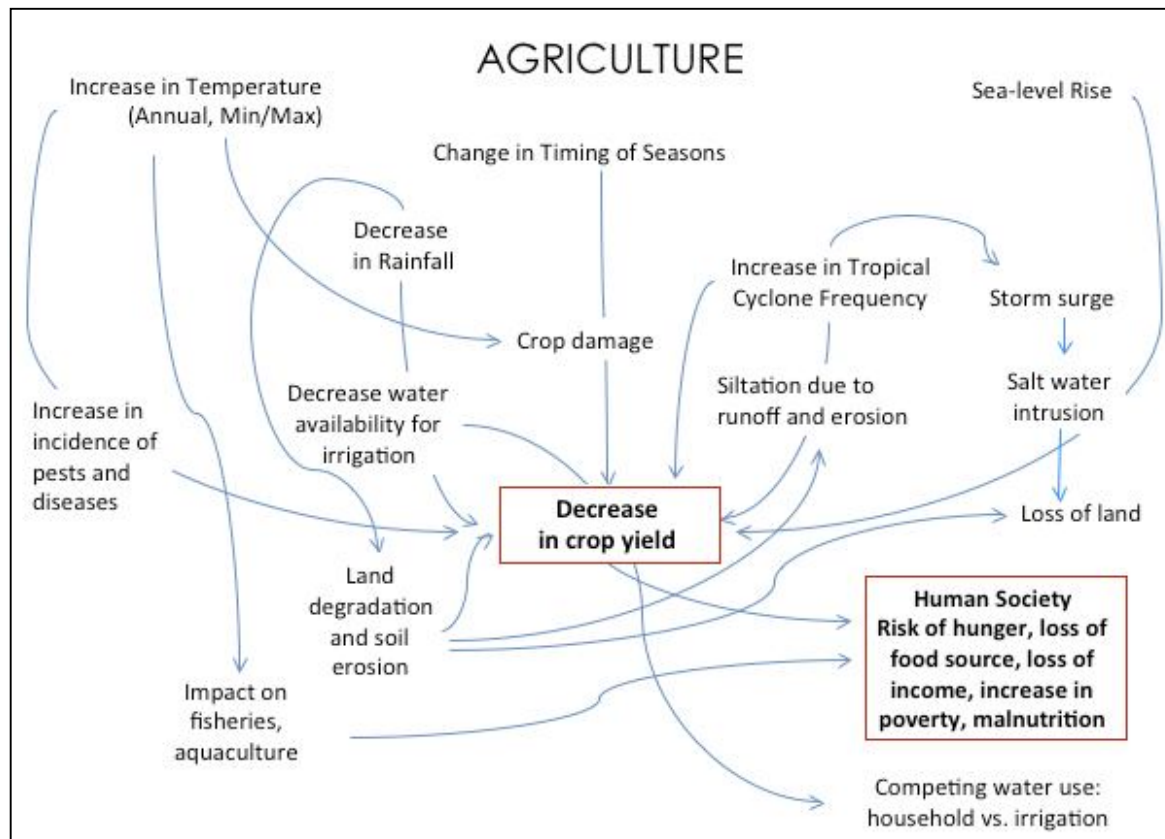 AGRICULTURE
Increase in Temperature
(Annual, Min/Max)
Sea-level Rise
Change in Timing of Seasons
Decrease
in Rainfall
Increase in Tropical
Cyclone Frequency
Storm surge
Crop damage
Decrease water
availability for
irrigation
Siltation due to
runoff and erosion
Salt water
intrusion
Increase in
incidence of
pests and
diseases
Decrease
in crop yield
Loss of land
Land
degradation
and soil
erosion
Human Society
Risk of hunger, loss of
food source, loss of
income, increase in
poverty, malnutrition
Impact on
fisheries,
aquaculture
Competing water use:
household vs. irrigation